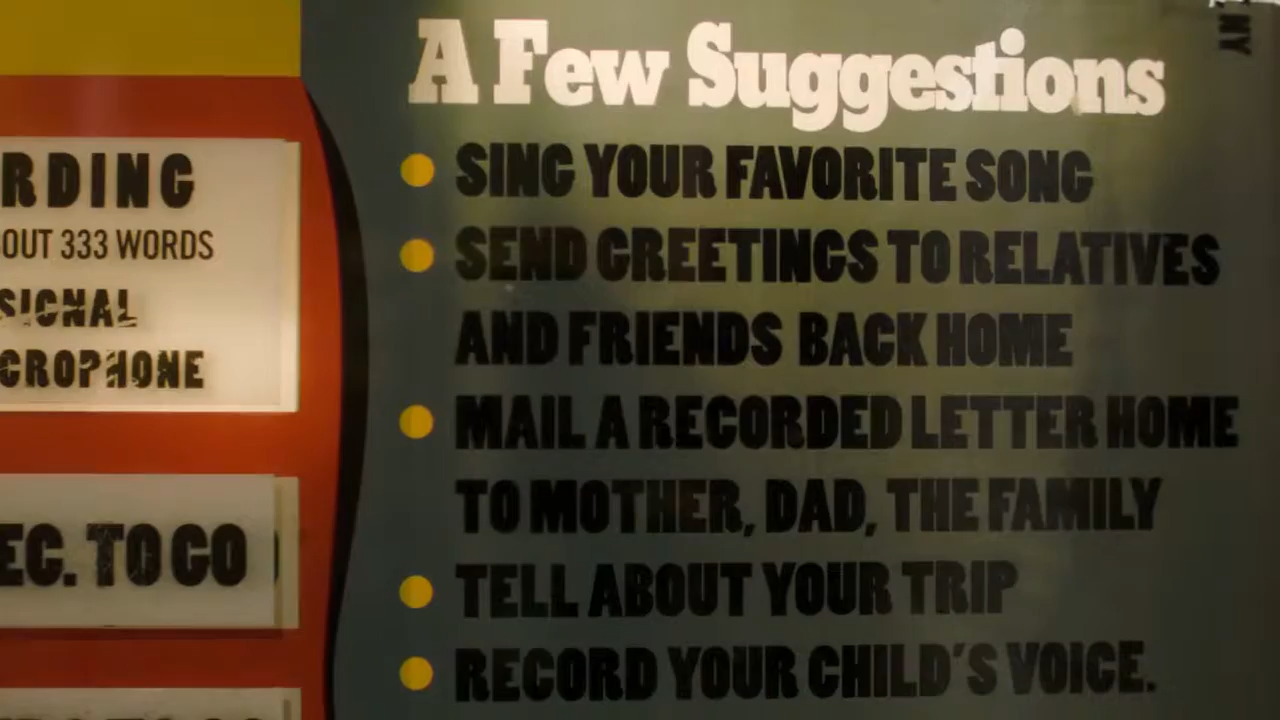 A Few Suggestions
SING YOUR FAVORITE SONG
SEND GREETINGS TO RELATIVES
AND FRIENDS BACK HOME
MAIL A RECORDED LETTER HOME
TO MOTHER, DAD, THE FAMILY
TELL ABOUT YOUR TRIP
RECORD YOUR CHILD'S VOICE.
RDING
OUT 333 WORDS
SIGNAL
CROPHONE
EC. TO GO
NY